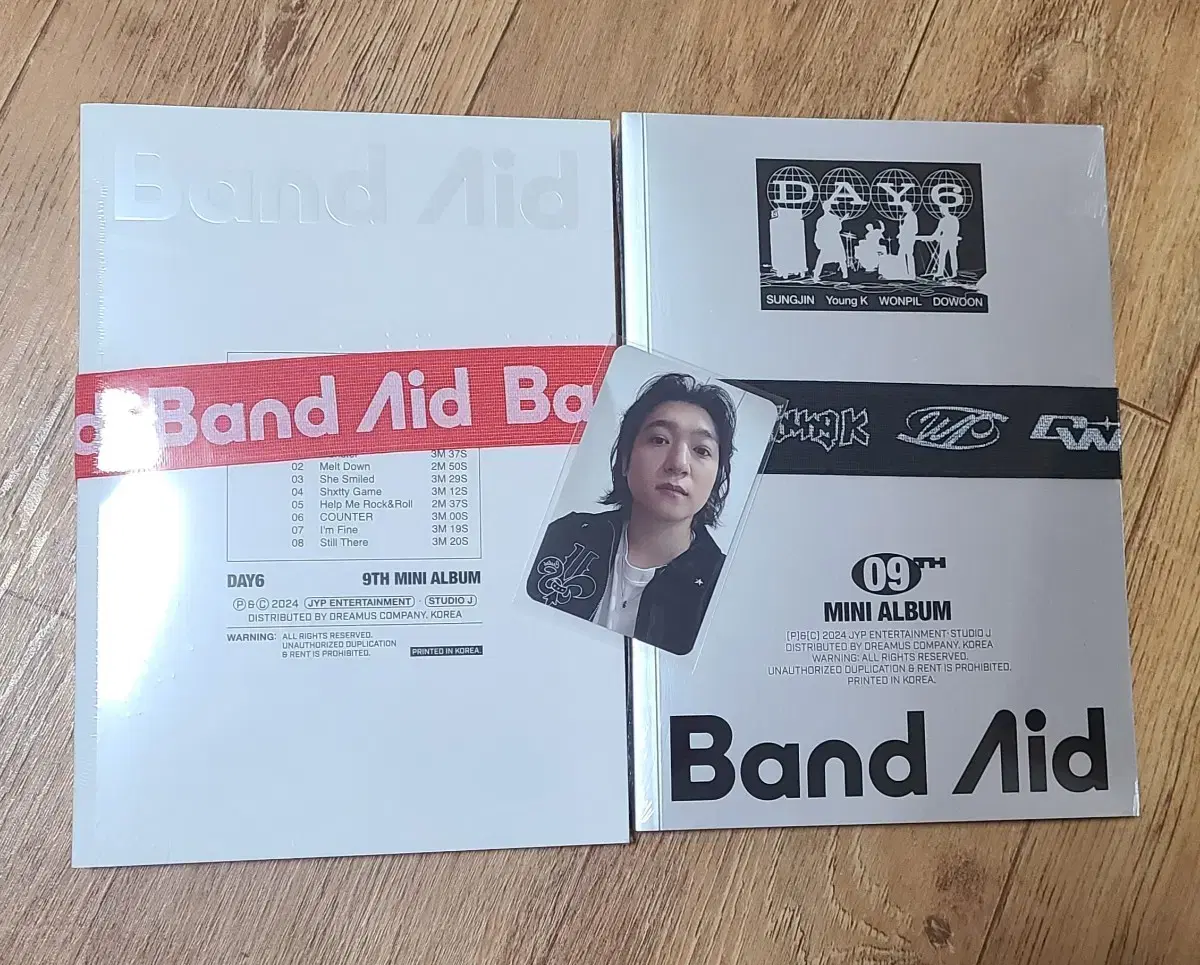 Band Aid
Band Aid Ba
3M 37S
02 Melt Down 2M 50S
03 She Smiled 3M 29S
04 Shxtty Game 3M 12S
05 Help Me Rock&Roll 2M 37S
06 COUNTER 3M 00S
07 I'm Fine 3M 19S
08 Still There 3M 20S
DAY6 9TH MINI ALBUM
Ⓟ&Ⓒ 2024 JYP ENTERTAINMENT · STUDIO J
DISTRIBUTED BY DREAMUS COMPANY. KOREA
WARNING: ALL RIGHTS RESERVED.
UNAUTHORIZED DUPLICATION
& RENT IS PROHIBITED.
PRINTED IN KOREA.
DAY6
SUNGJIN Young K WONPIL DOWOON
Young K WP DW
09TH
MINI ALBUM
[P]&[C] 2024 JYP ENTERTAINMENT·STUDIO J
DISTRIBUTED BY DREAMUS COMPANY. KOREA
WARNING: ALL RIGHTS RESERVED.
UNAUTHORIZED DUPLICATION & RENT IS PROHIBITED.
PRINTED IN KOREA.
Band Aid